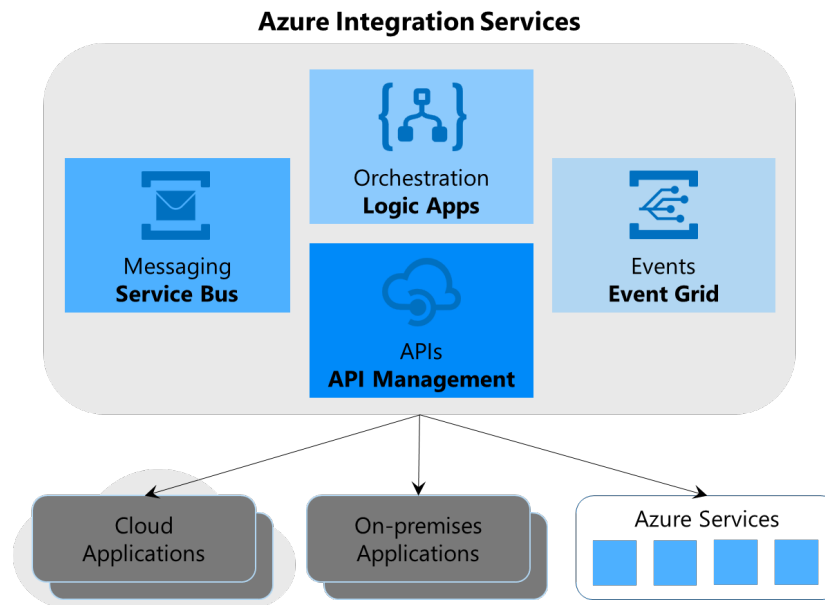 Azure Integration Services
Orchestration
Logic Apps
Messaging
Service Bus
Events
Event Grid
APIs
API Management
Cloud
Applications
On-premises
Applications
Azure Services